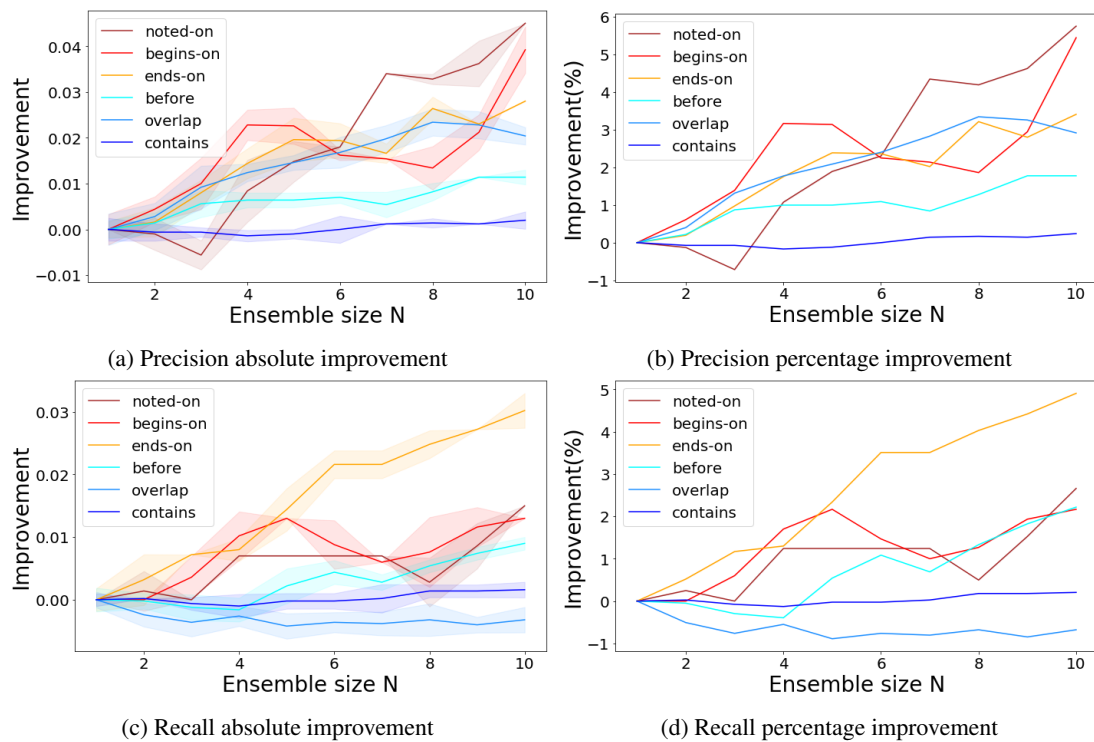 noted-on
begins-on
ends-on
before
overlap
contains
Improvement
0.04
0.03
0.02
0.01
0.00
−0.01
2
4
6
8
10
Ensemble size N
(a) Precision absolute improvement
noted-on
begins-on
ends-on
before
overlap
contains
Improvement(%)
6
5
4
3
2
1
0
−1
2
4
6
8
10
Ensemble size N
(b) Precision percentage improvement
noted-on
begins-on
ends-on
before
overlap
contains
Improvement
0.03
0.02
0.01
0.00
2
4
6
8
10
Ensemble size N
(c) Recall absolute improvement
noted-on
begins-on
ends-on
before
overlap
contains
Improvement(%)
5
4
3
2
1
0
−1
2
4
6
8
10
Ensemble size N
(d) Recall percentage improvement